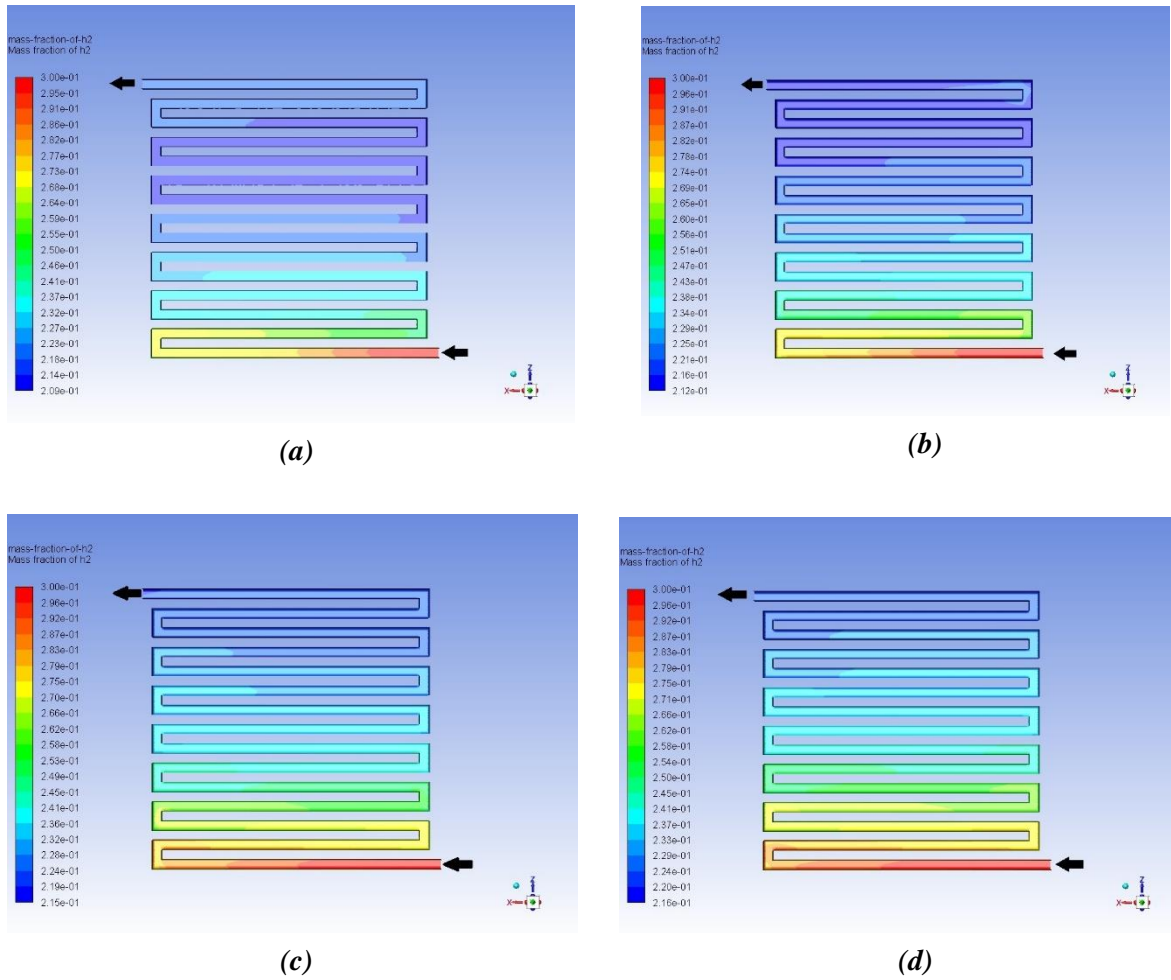 mass-fraction-of-h2
Mass fraction of h2
3.00e-01
2.95e-01
2.91e-01
2.86e-01
2.82e-01
2.77e-01
2.73e-01
2.68e-01
2.64e-01
2.59e-01
2.55e-01
2.50e-01
2.46e-01
2.41e-01
2.37e-01
2.32e-01
2.27e-01
2.23e-01
2.18e-01
2.14e-01
2.09e-01
X
Z
(a)
mass-fraction-of-h2
Mass fraction of h2
3.00e-01
2.96e-01
2.91e-01
2.87e-01
2.82e-01
2.78e-01
2.74e-01
2.69e-01
2.65e-01
2.60e-01
2.56e-01
2.51e-01
2.47e-01
2.43e-01
2.38e-01
2.34e-01
2.29e-01
2.25e-01
2.21e-01
2.16e-01
2.12e-01
X
Z
(b)
mass-fraction-of-h2
Mass fraction of h2
3.00e-01
2.96e-01
2.92e-01
2.87e-01
2.83e-01
2.79e-01
2.75e-01
2.70e-01
2.66e-01
2.62e-01
2.58e-01
2.53e-01
2.49e-01
2.45e-01
2.41e-01
2.36e-01
2.32e-01
2.28e-01
2.24e-01
2.19e-01
2.15e-01
X
Z
(c)
mass-fraction-of-h2
Mass fraction of h2
3.00e-01
2.96e-01
2.92e-01
2.87e-01
2.83e-01
2.79e-01
2.75e-01
2.71e-01
2.66e-01
2.62e-01
2.58e-01
2.54e-01
2.50e-01
2.45e-01
2.41e-01
2.37e-01
2.33e-01
2.29e-01
2.24e-01
2.20e-01
2.16e-01
X
Z
(d)